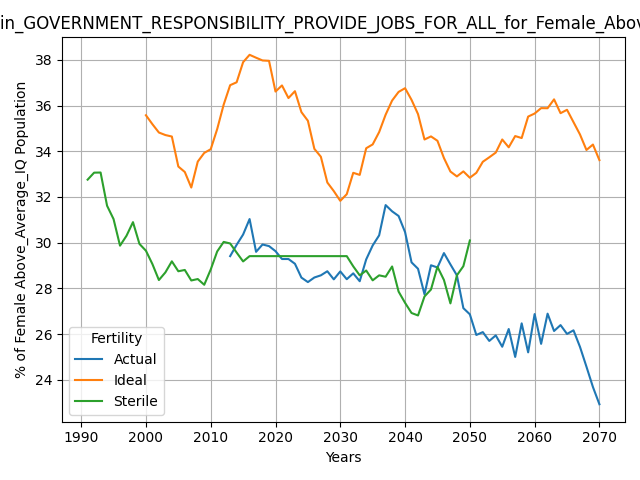 in_GOVERNMENT_RESPONSIBILITY_PROVIDE_JOBS_FOR_ALL_for_Female_Abov
% of Female Above_Average_IQ Population
38
36
34
32
30
28
26
24
Fertility
Actual
Ideal
Sterile
1990 2000 2010 2020 2030 2040 2050 2060 2070
Years